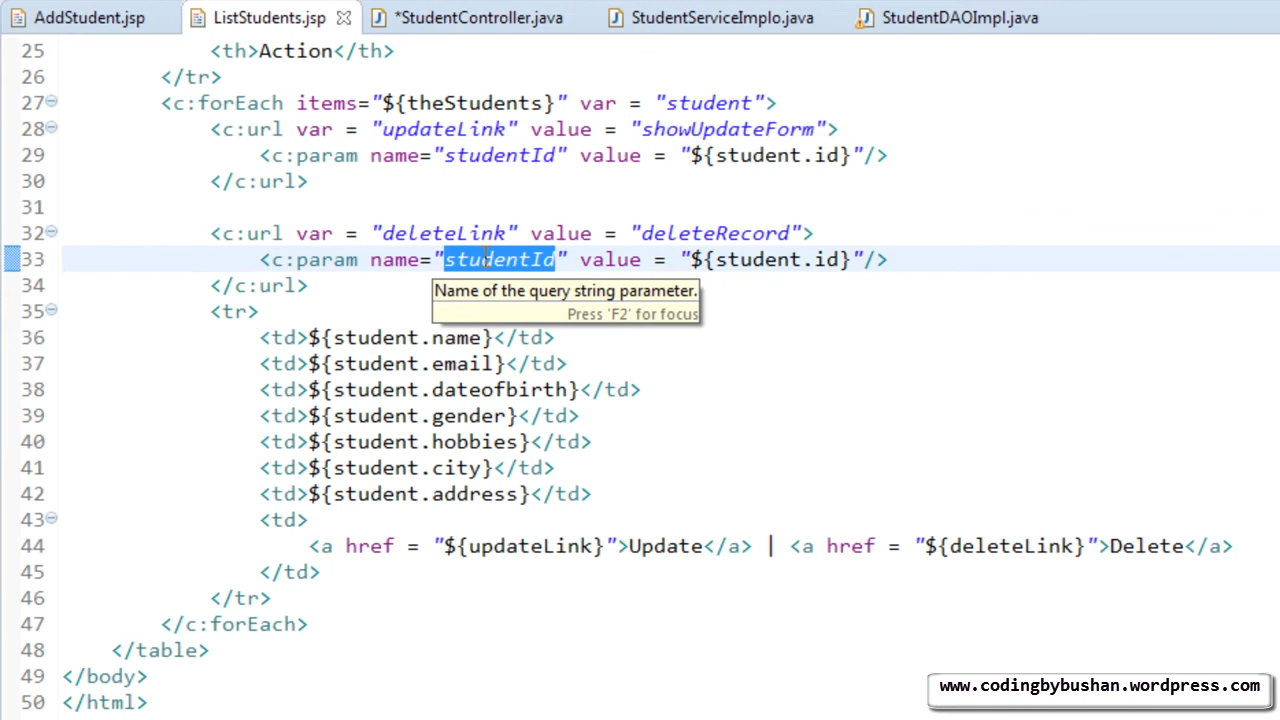 AddStudent.jsp ListStudents.jsp *StudentController.java StudentServiceImplo.java StudentDAOImpl.java
25 <th>Action</th>
26 </tr>
27 <c:forEach items="${theStudents}" var = "student">
28 <c:url var = "updateLink" value = "showUpdateForm">
29 <c:param name="studentId" value = "${student.id}"/>
30 </c:url>
31
32 <c:url var = "deleteLink" value = "deleteRecord">
33 <c:param name="studentId" value = "${student.id}"/>
34 </c:url>
Name of the query string parameter.
35 <tr>
Press 'F2' for focus
36 <td>${student.name}</td>
37 <td>${student.email}</td>
38 <td>${student.dateofbirth}</td>
39 <td>${student.gender}</td>
40 <td>${student.hobbies}</td>
41 <td>${student.city}</td>
42 <td>${student.address}</td>
43 <td>
44 <a href = "${updateLink}">Update</a> | <a href = "${deleteLink}">Delete</a>
45 </td>
46 </tr>
47 </c:forEach>
48 </table>
49 </body>
50 </html>
www.codingbybushan.wordpress.com